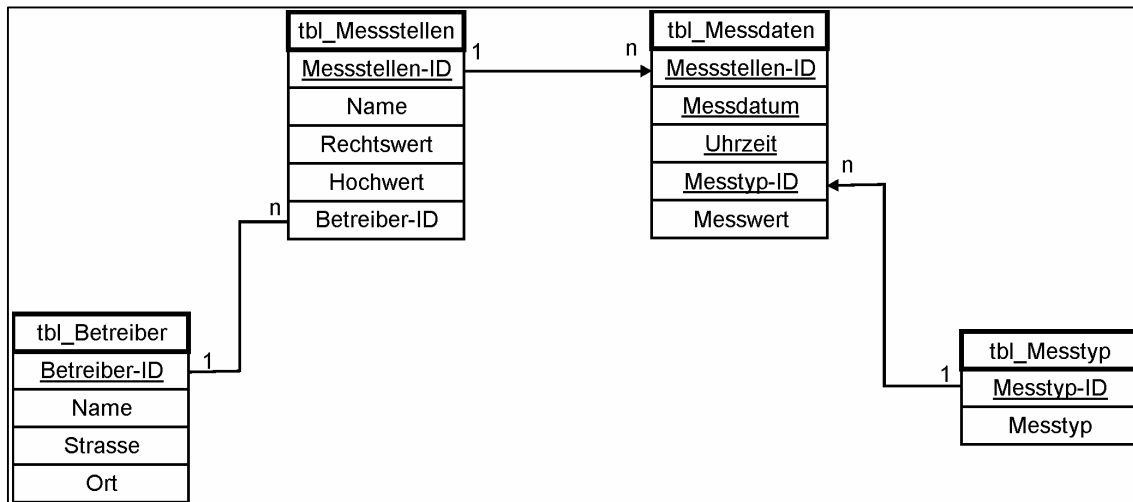 tbl_Messstellen
Messstellen-ID
Name
Rechtswert
Hochwert
Betreiber-ID
1
n
tbl_Messdaten
Messstellen-ID
Messdatum
Uhrzeit
Messtyp-ID
Messwert
n
n
tbl_Betreiber
Betreiber-ID
Name
Strasse
Ort
1
tbl_Messtyp
Messtyp-ID
Messtyp
1